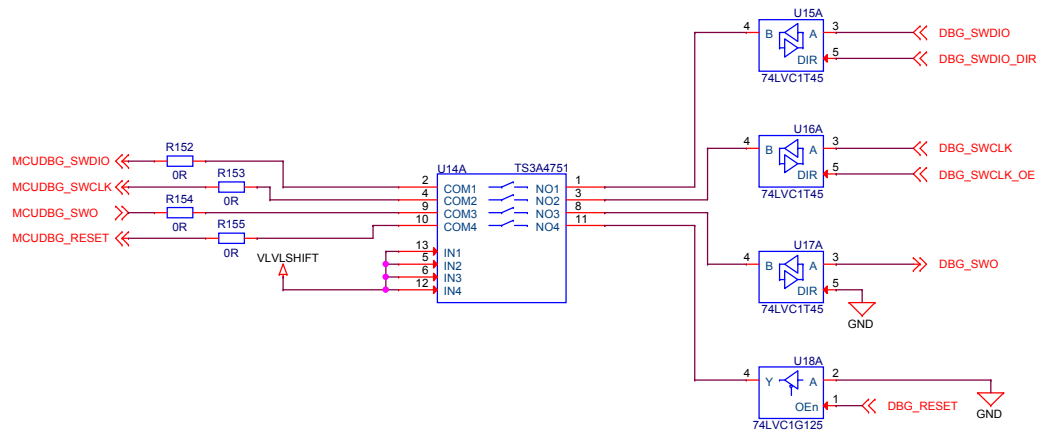 U15A
4 B A 3 DBG_SWDIO
DIR 5 DBG_SWDIO_DIR
74LVC1T45
U16A
4 B A 3 DBG_SWCLK
DIR 5 DBG_SWCLK_OE
74LVC1T45
R152
MCUDBG_SWDIO
0R
R153
MCUDBG_SWCLK
0R
R154
MCUDBG_SWO
0R
R155
MCUDBG_RESET
0R
VLVLSHIFT
U14A TS3A4751
2 COM1 NO1 1
4 COM2 NO2 3
9 COM3 NO3 8
10 COM4 NO4 11
13 IN1
5 IN2
6 IN3
12 IN4
U17A
4 B A 3 DBG_SWO
DIR 5
74LVC1T45
GND
U18A
4 Y A 2
OEn 1 DBG_RESET
74LVC1G125
GND